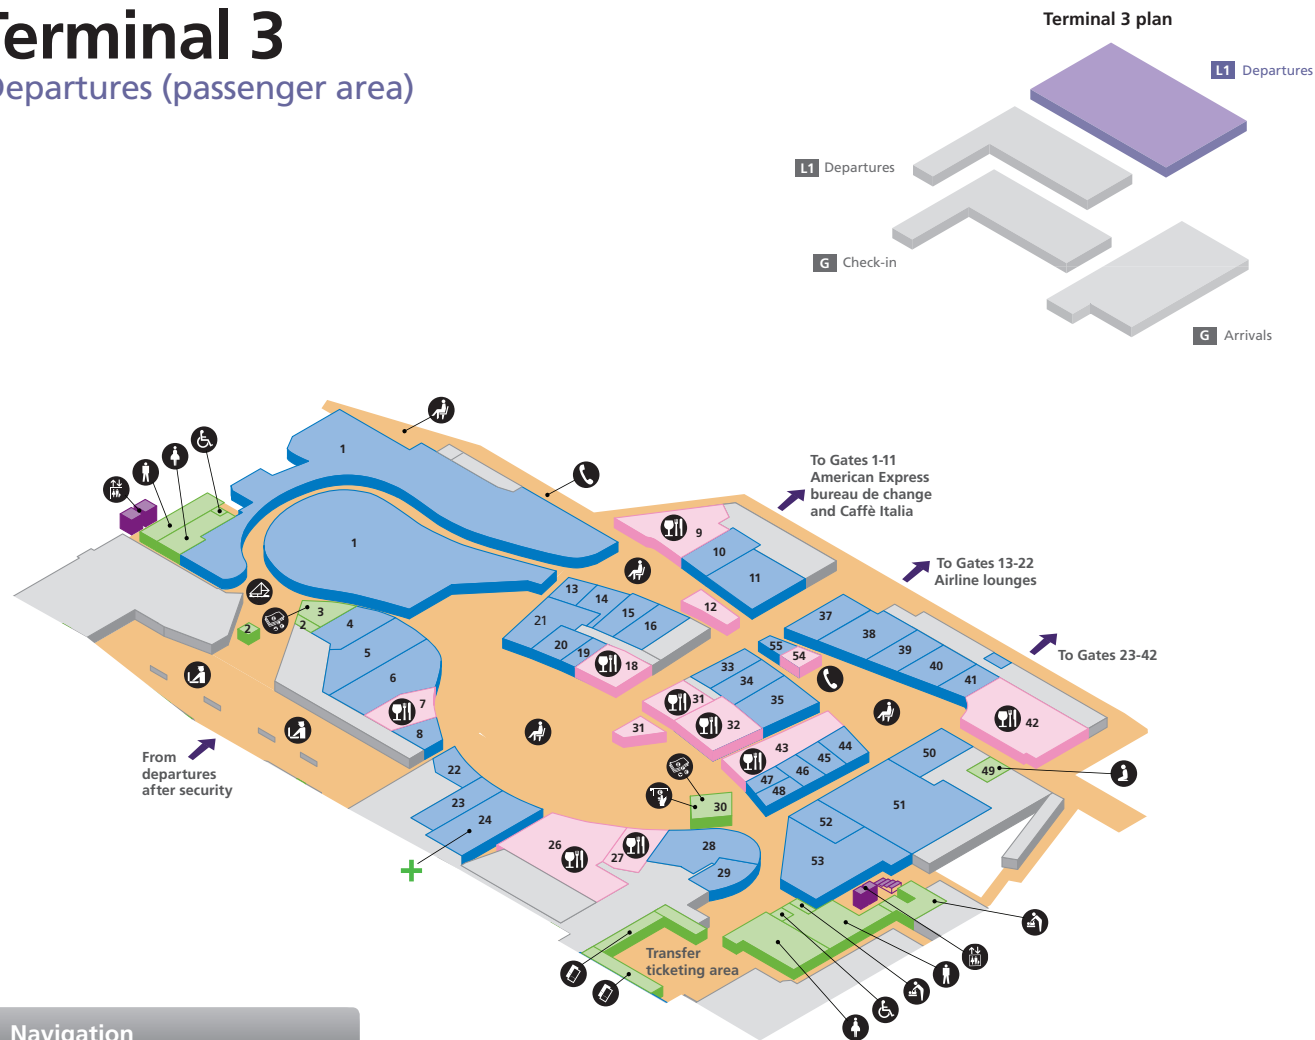 Terminal 3
Departures (passenger area)
Terminal 3 plan
L1 Departures
L1 Departures
G Check-in
G Arrivals
To Gates 1-11
American Express
bureau de change
and Caffè Italia
To Gates 13-22
Airline lounges
To Gates 23-42
From
departures
after security
Transfer
ticketing area
1
1
2
2
3
4
5
6
7
8
9
10
11
12
13
14
15
16
18
19
20
21
22
23
24
26
27
28
29
30
31
31
32
33
34
35
37
38
39
40
41
42
43
44
45
46
47
48
49
50
51
52
53
54
55
Navigation